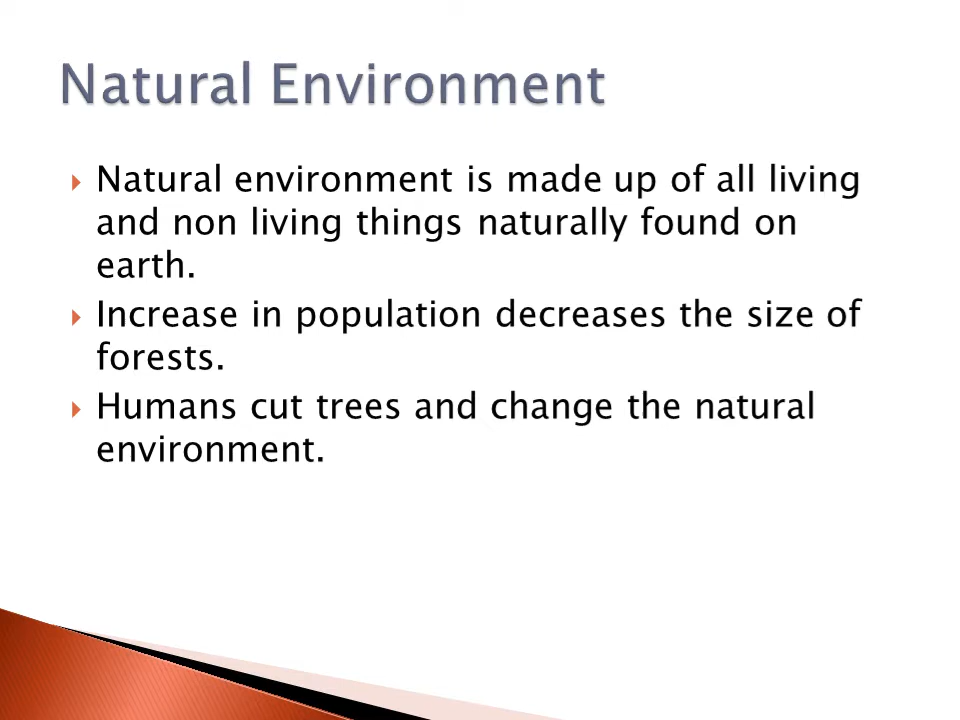 Natural Environment
Natural environment is made up of all living
and non living things naturally found on
earth.
Increase in population decreases the size of
forests.
Humans cut trees and change the natural
environment.